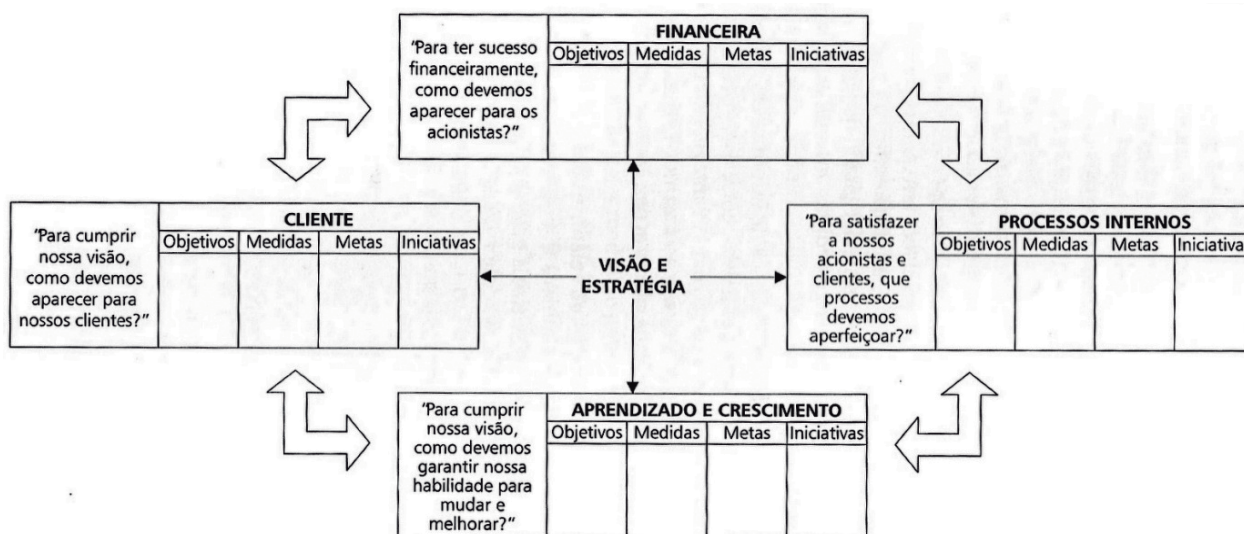 FINANCEIRA
"Para ter sucesso
financeiramente,
como devemos
aparecer para os
acionistas?"
Objetivos Medidas Metas Iniciativas
CLIENTE
"Para cumprir
nossa visão,
como devemos
aparecer para
nossos clientes?"
Objetivos Medidas Metas Iniciativas
VISÃO E
ESTRATÉGIA
PROCESSOS INTERNOS
"Para satisfazer
a nossos
acionistas e
clientes, que
processos
devemos
aperfeiçoar?"
Objetivos Medidas Metas Iniciativa
APRENDIZADO E CRESCIMENTO
"Para cumprir
nossa visão,
como devemos
garantir nossa
habilidade para
mudar e
melhorar?"
Objetivos Medidas Metas Iniciativas